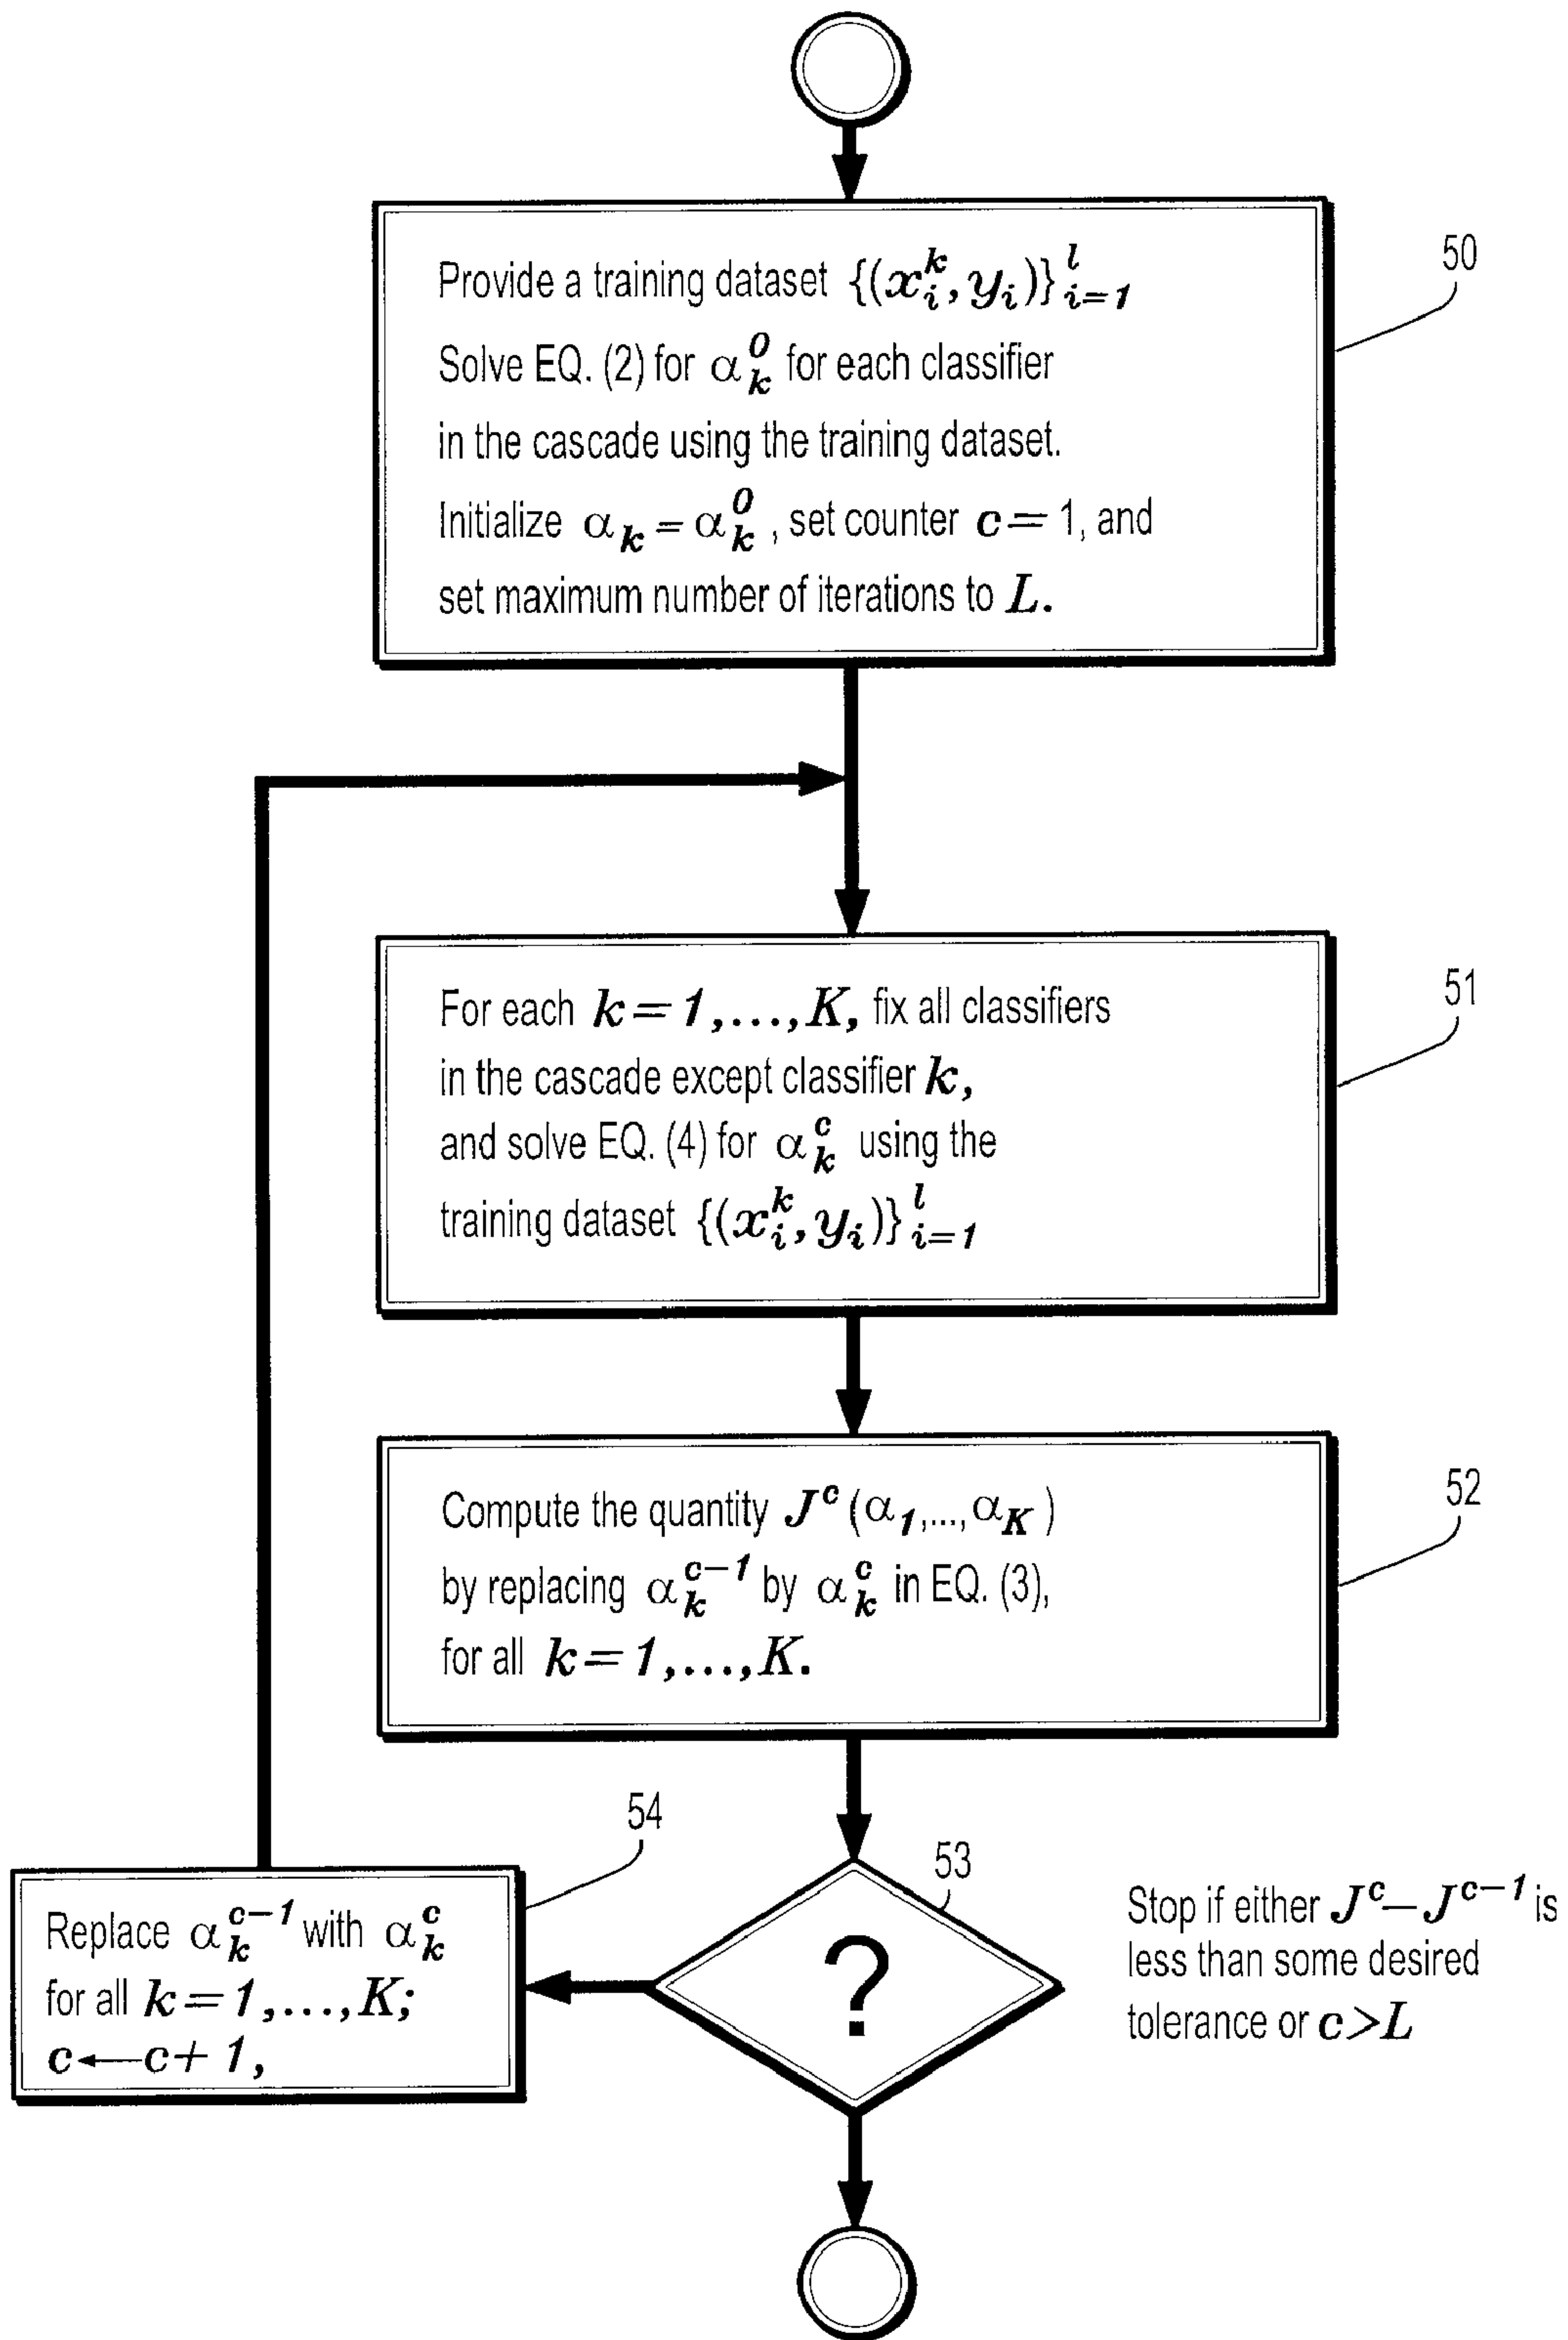 Provide a training dataset {(x_i^k, y_i)}_{i=1}^l
50
Solve EQ. (2) for α_k^0 for each classifier
in the cascade using the training dataset.
Initialize α_k = α_k^0, set counter c = 1, and
set maximum number of iterations to L.
For each k = 1,...,K, fix all classifiers
51
in the cascade except classifier k,
and solve EQ. (4) for α_k^c using the
training dataset {(x_i^k, y_i)}_{i=1}^l
Compute the quantity J^c (α_1,...,α_K)
52
by replacing α_k^{c-1} by α_k^c in EQ. (3),
for all k = 1,...,K.
54
53
Replace α_k^{c-1} with α_k^c
for all k = 1,...,K;
c ← c + 1,
?
Stop if either J^c – J^{c-1} is
less than some desired
tolerance or c>L